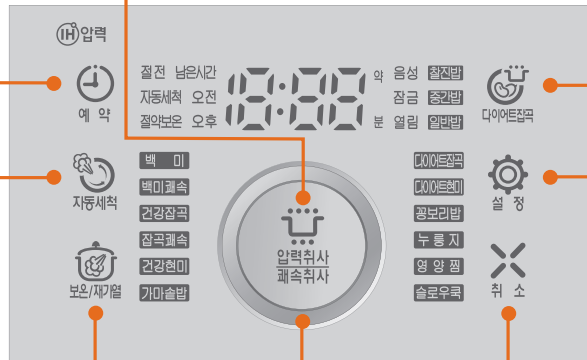 IH 압력
절전 남은시간 약 음성 찰진밥
자동세척 오전 18:88 잠금 중간밥
절약보온 오후 분 열림 일반밥
예 약
다이어트잡곡
백 미
백미쾌속
건강잡곡
잡곡쾌속
건강현미
가마솥밥
자동세척
보온/재가열
압력취사
쾌속취사
다이어트잡곡
다이어트현미
꽁보리밥
누룽지
영양찜
슬로우쿡
설 정
취 소